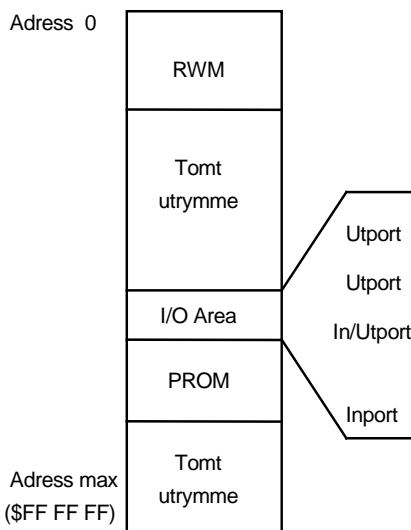 Adress 0
RWM
Tomt
utrymme
Utport
Utport
I/O Area
In/Utport
PROM
Inport
Adress max
($FF FF FF)
Tomt
utrymme